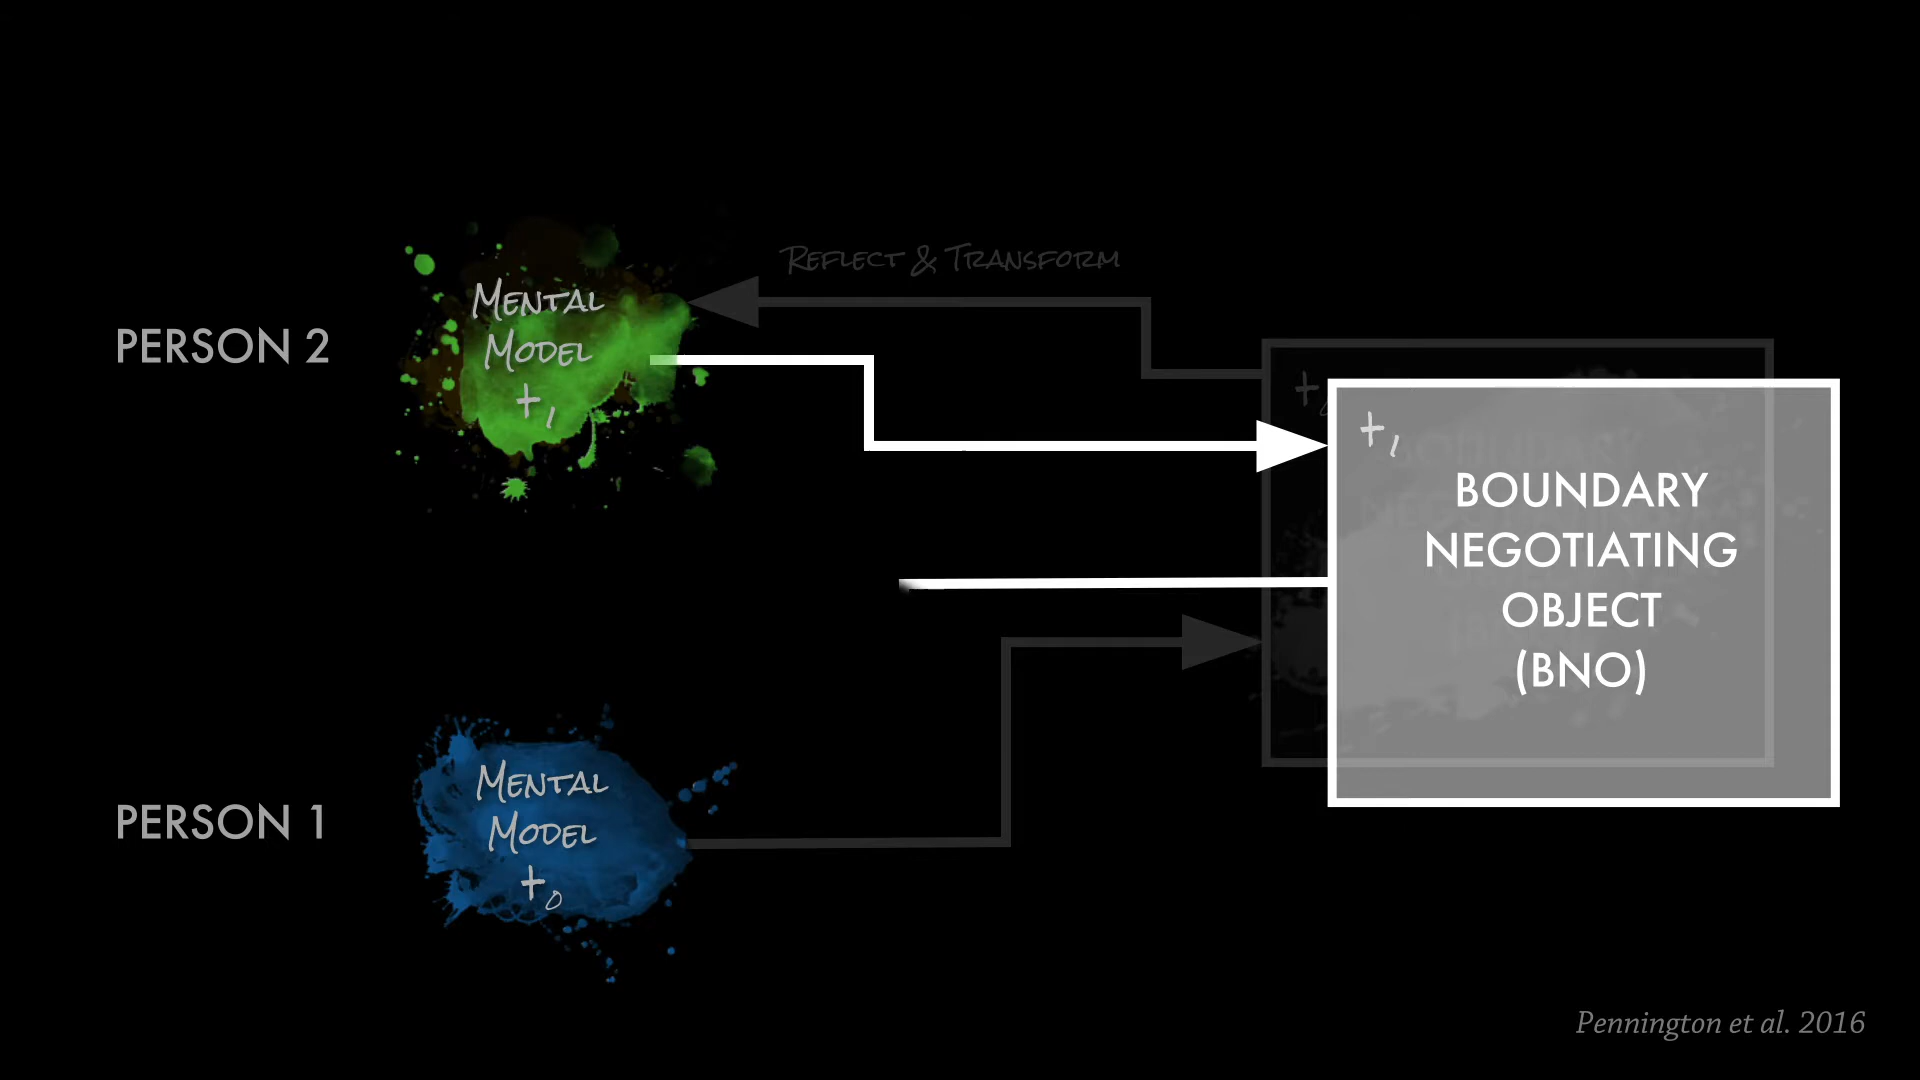 REFLECT & TRANSFORM
PERSON 2
MENTAL
MODEL
t₁
t₁
BOUNDARY
NEGOTIATING
OBJECT
(BNO)
PERSON 1
MENTAL
MODEL
t₀
Pennington et al. 2016